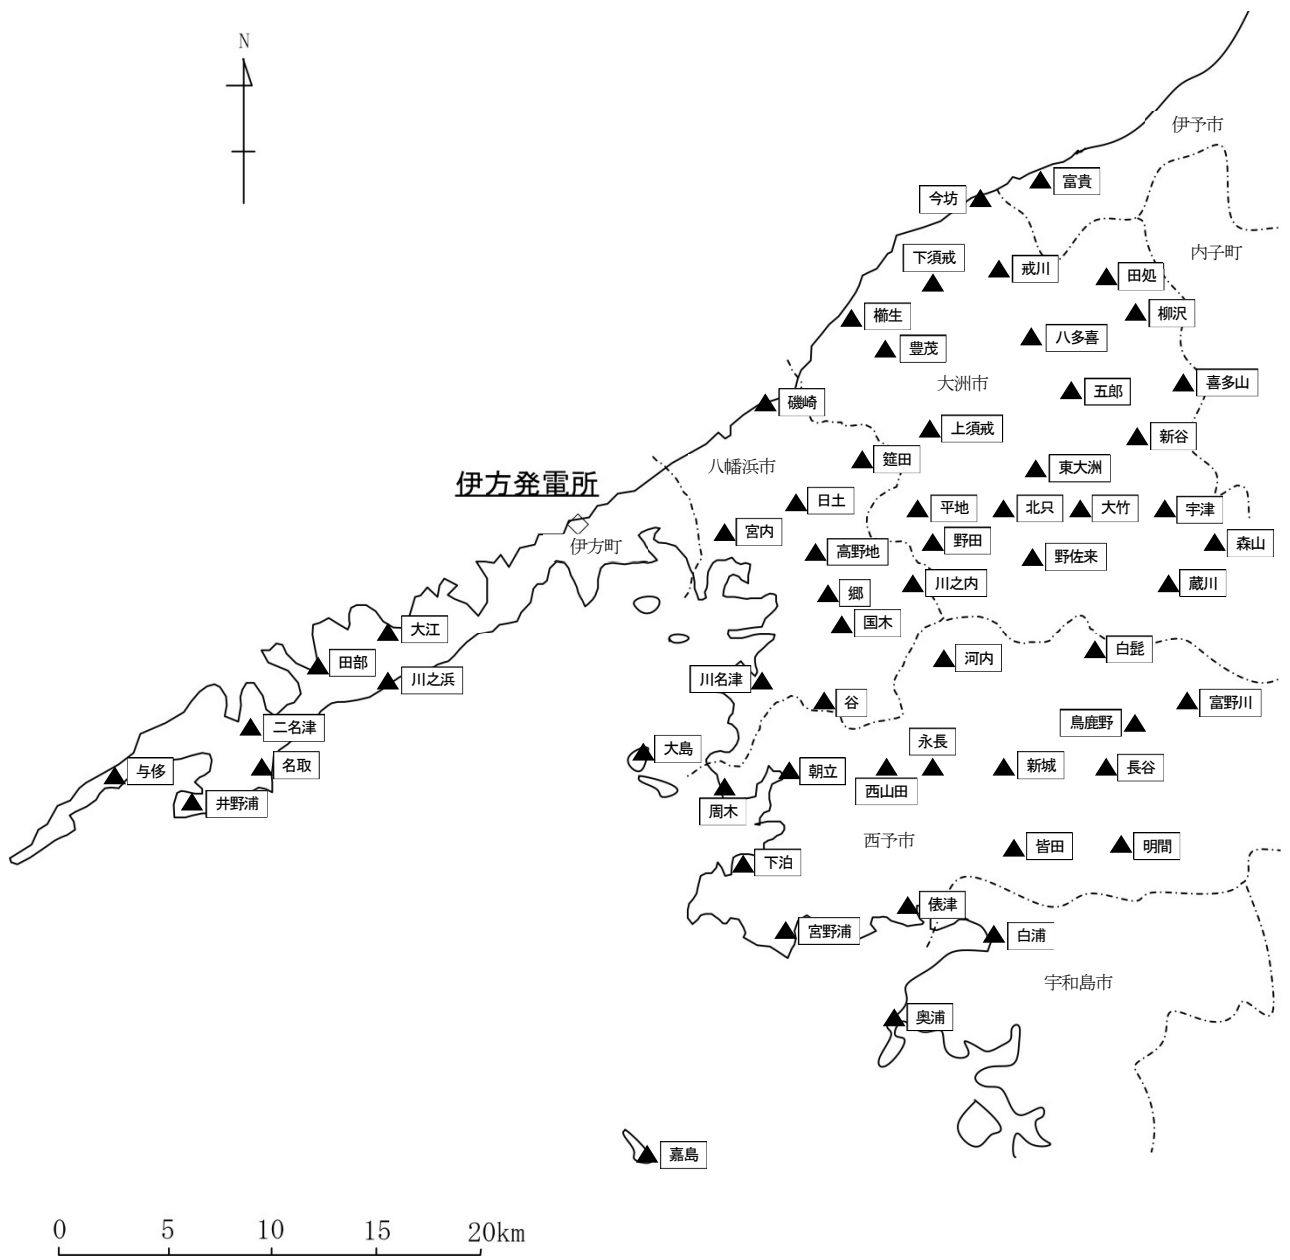 N
伊予市
富貴
今坊
内子町
下須戒
戒川
田処
櫛生
柳沢
豊茂
八多喜
大洲市
喜多山
五郎
磯崎
上須戒
新谷
筵田
八幡浜市
東大洲
伊方発電所
日土
平地
北只
大竹
宇津
宮内
伊方町
高野地
野田
野佐来
森山
郷
川之内
蔵川
国木
大江
田部
川之浜
川名津
河内
白髭
谷
富野川
二名津
鳥鹿野
大島
永長
与侈
名取
朝立
新城
長谷
西山田
井野浦
周木
西予市
皆田
明間
下泊
俵津
宮野浦
白浦
宇和島市
奥浦
嘉島
0 5 10 15 20km